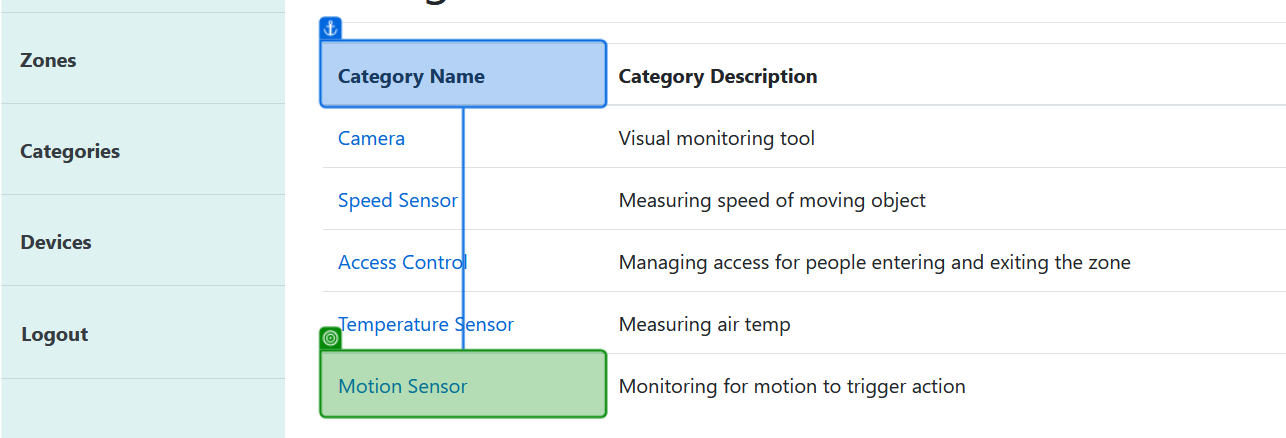 Zones
Categories
Devices
Logout
Category Name Category Description
Camera Visual monitoring tool
Speed Sensor Measuring speed of moving object
Access Control Managing access for people entering and exiting the zone
Temperature Sensor Measuring air temp
Motion Sensor Monitoring for motion to trigger action